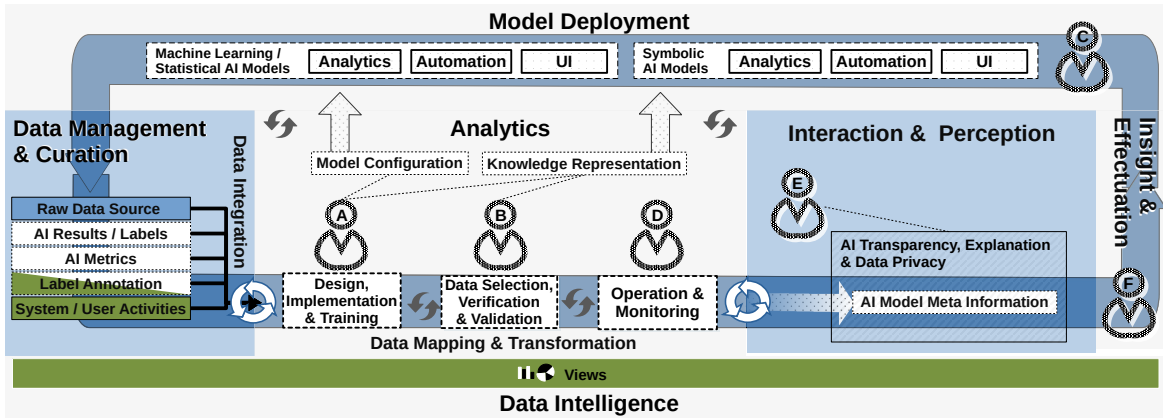 Model Deployment
Machine Learning /
Statistical AI Models
Analytics
Automation
UI
Symbolic
AI Models
Analytics
Automation
UI
C
Data Management
& Curation
Data Integration
Analytics
Interaction & Perception
Insight &
Effectuation
Model Configuration
Knowledge Representation
Raw Data Source
AI Results / Labels
AI Metrics
Label Annotation
System / User Activities
A
B
D
E
F
AI Transparency, Explanation
& Data Privacy
AI Model Meta Information
Design,
Implementation
& Training
Data Selection,
Verification
& Validation
Operation &
Monitoring
Data Mapping & Transformation
Views
Data Intelligence